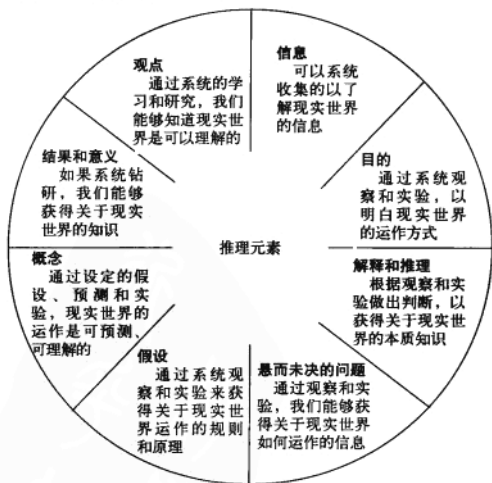 观点
通过系统的学
习和研究，我们
能够知道现实世
界是可以理解的
信息
可以系统
收集的以了
解现实世界
的信息
目的
通过系统观
察和实验，以
明白现实世界
的运作方式
解释和推理
根据观察和实
验做出判断，以
获得关于现实世
界的本质知识
悬而未决的问题
通过观察和实
验，我们能够获
得关于现实世界
如何运作的信息
假设
通过系统观
察和实验来获
得关于现实世
界运作的规则
和原理
概念
通过设定的假
设、预测和实
验，现实世界的
运作是可预测、
可理解的
结果和意义
如果系统钻
研，我们能够
获得关于现实
世界的知识
推理元素